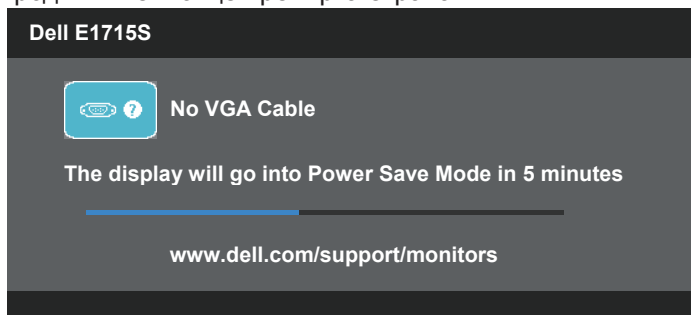 Dell E1715S
? No VGA Cable
The display will go into Power Save Mode in 5 minutes
www.dell.com/support/monitors